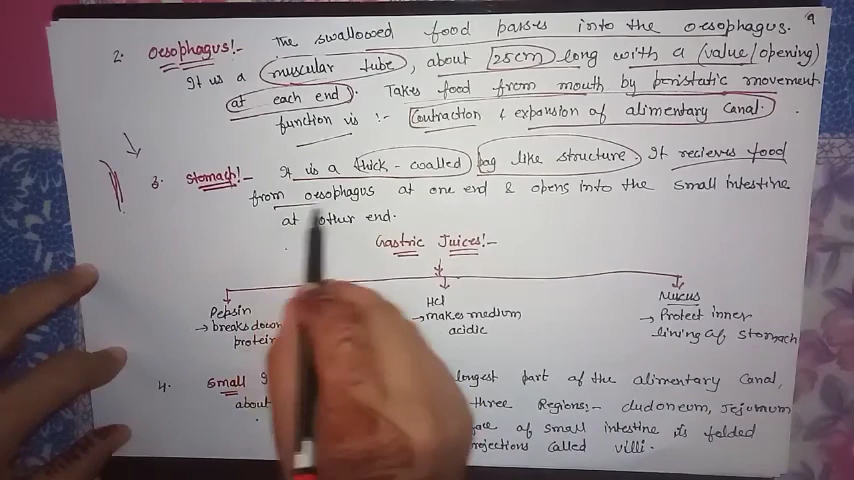 9
2. Oesophagus!- The swallowed food passes into the oesophagus.
It is a muscular tube, about 25cm long with a (value/opening)
at each end). Takes food from mouth by peristatic movement
function is :- Contraction & expansion of alimentary Canal.
3. Stomach!- It is a thick-walled bag like structure. It recieves food
from oesophagus at one end & opens into the small intestine
at other end.
Gastric Juices!-
Pepsin HCl Mucus
→ breaks down → makes medium → Protect inner
protein acidic lining of stomach
4. Small longest part of the alimentary Canal,
about three Regions:- dudoneum, Jejumum
of small intestine is folded
projections called villi.